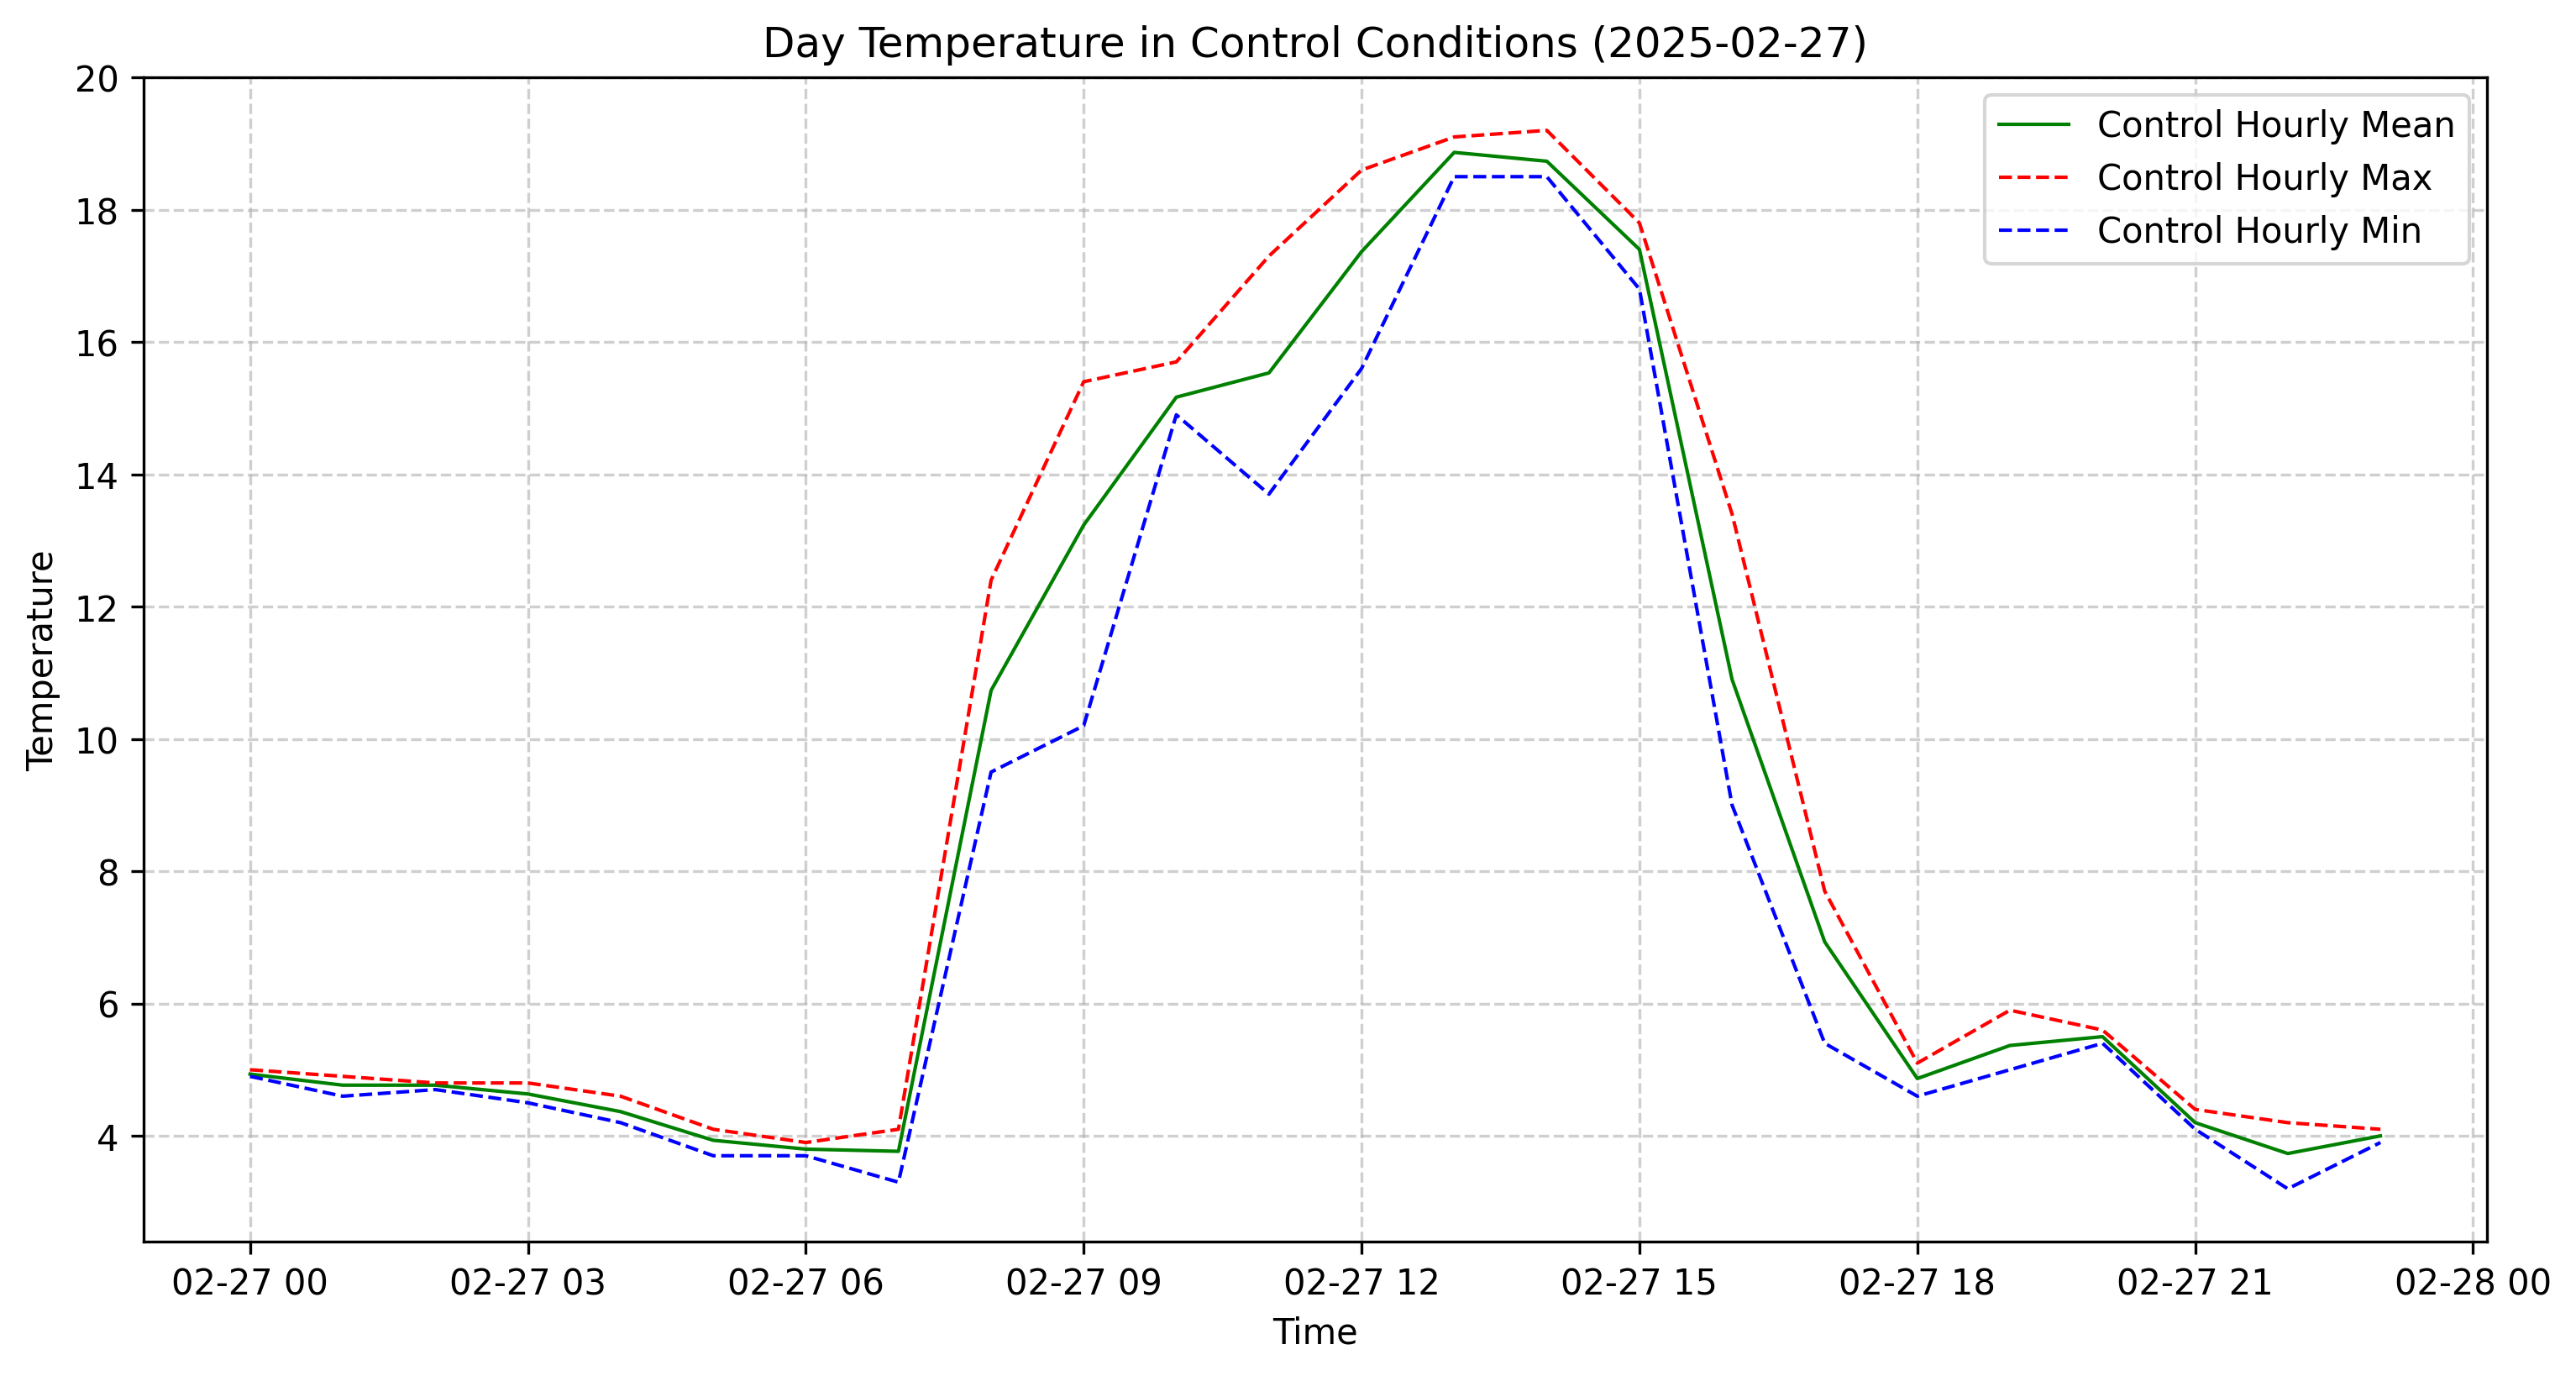 Day Temperature in Control Conditions (2025-02-27)
Control Hourly Mean
Control Hourly Max
Control Hourly Min
Temperature
20
18
16
14
12
10
8
6
4
02-27 00 02-27 03 02-27 06 02-27 09 02-27 12 02-27 15 02-27 18 02-27 21 02-28 00
Time